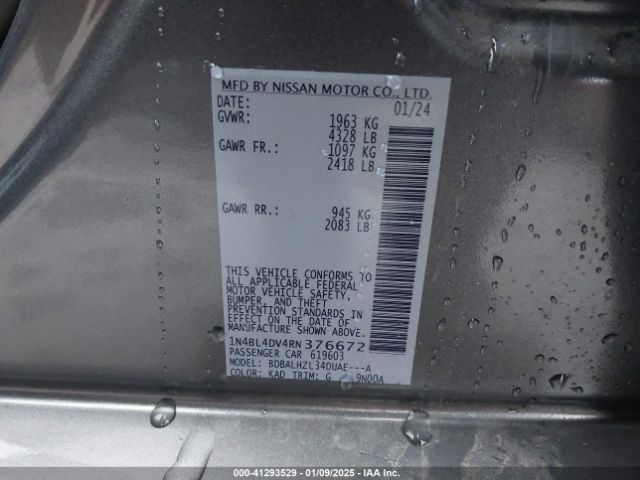 MFD BY NISSAN MOTOR CO., LTD.
DATE: 01/24
GVWR: 1963 KG
4328 LB
GAWR FR.: 1097 KG
2418 LB
GAWR RR.: 945 KG
2083 LB
THIS VEHICLE CONFORMS TO
ALL APPLICABLE FEDERAL
MOTOR VEHICLE SAFETY,
BUMPER, AND THEFT
PREVENTION STANDARDS IN
EFFECT ON THE DATE OF
MANUFACTURE SHOWN ABOVE.
1N4BL4DV4RN376672
PASSENGER CAR 619603
MODEL: BDBALHZL34DUAE---A
COLOR: KAD TRIM: G 9N00A
000-41293529 - 01/09/2025 - IAA Inc.